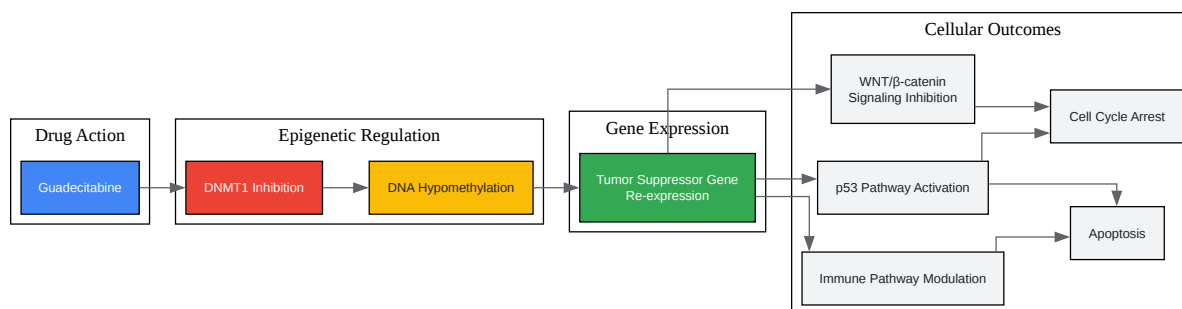 Cellular Outcomes
WNT/β-catenin
Signaling Inhibition
Cell Cycle Arrest
Drug Action
Epigenetic Regulation
Gene Expression
Guadecitabine
DNMT1 Inhibition
DNA Hypomethylation
Tumor Suppressor Gene
Re-expression
p53 Pathway Activation
Apoptosis
Immune Pathway Modulation